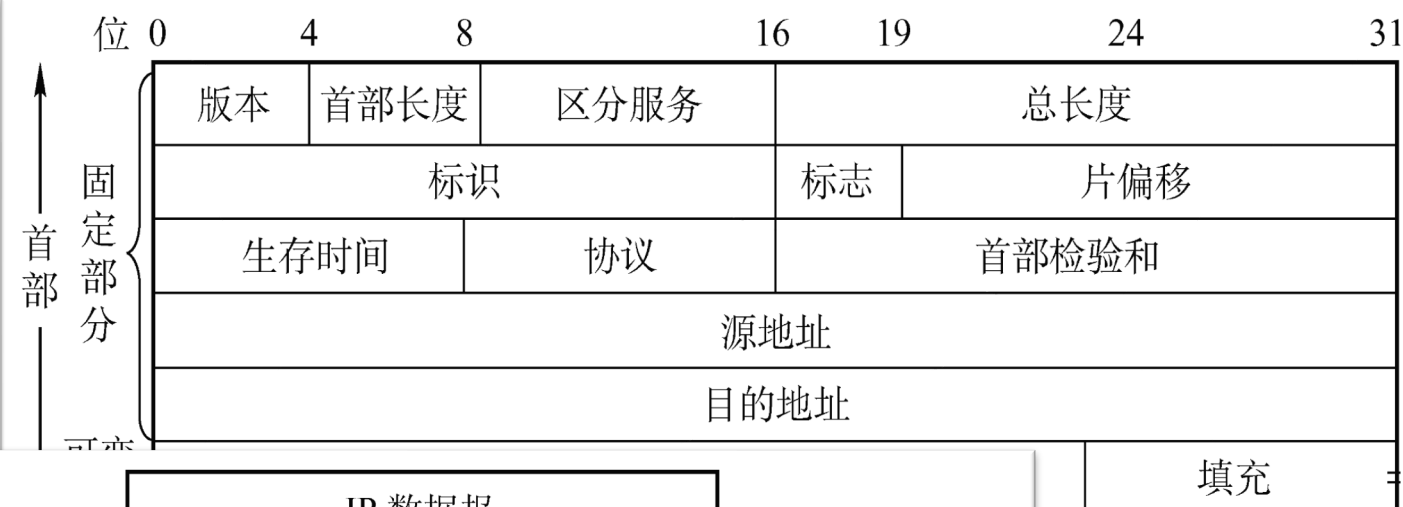 位 0 4 8 16 19 24 31
版本 首部长度 区分服务 总长度
标识 标志 片偏移
生存时间 协议 首部检验和
源地址
目的地址
首部
固定部分
填充